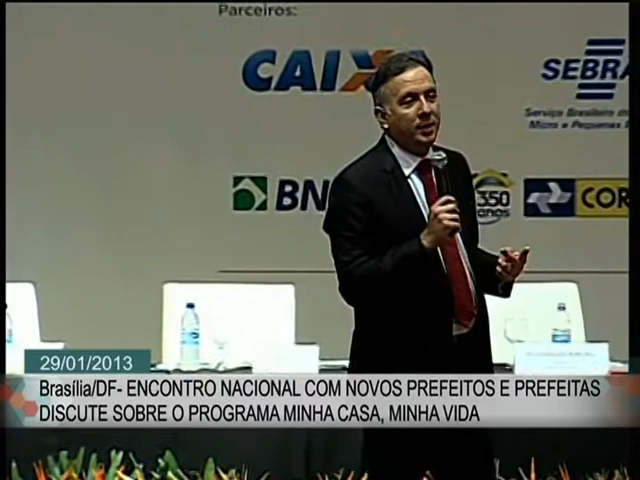 Parceiros:
CAIXA
SEBRA
Serviço Brasileiro de
Micro e Pequenas
BN
350
anos
COR
29/01/2013
Brasília/DF- ENCONTRO NACIONAL COM NOVOS PREFEITOS E PREFEITAS
DISCUTE SOBRE O PROGRAMA MINHA CASA, MINHA VIDA